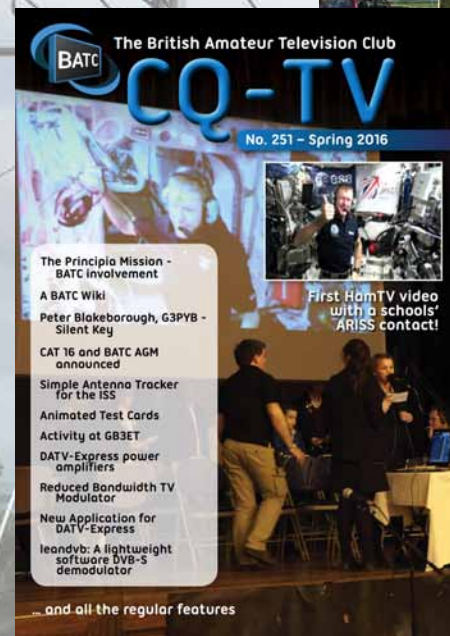 BATC
The British Amateur Television Club
CQ-TV
No. 251 – Spring 2016
First HamTV video
with a schools'
ARISS contact!
The Principia Mission -
BATC involvement
A BATC Wiki
Peter Blakeborough, G3PYB -
Silent Key
CAT 16 and BATC AGM
announced
Simple Antenna Tracker
for the ISS
Animated Test Cards
Activity at GB3ET
DATV-Express power
amplifiers
Reduced Bandwidth TV
Modulator
New Application for
DATV-Express
leandvb: A lightweight
software DVB-S
demodulator
... and all the regular features